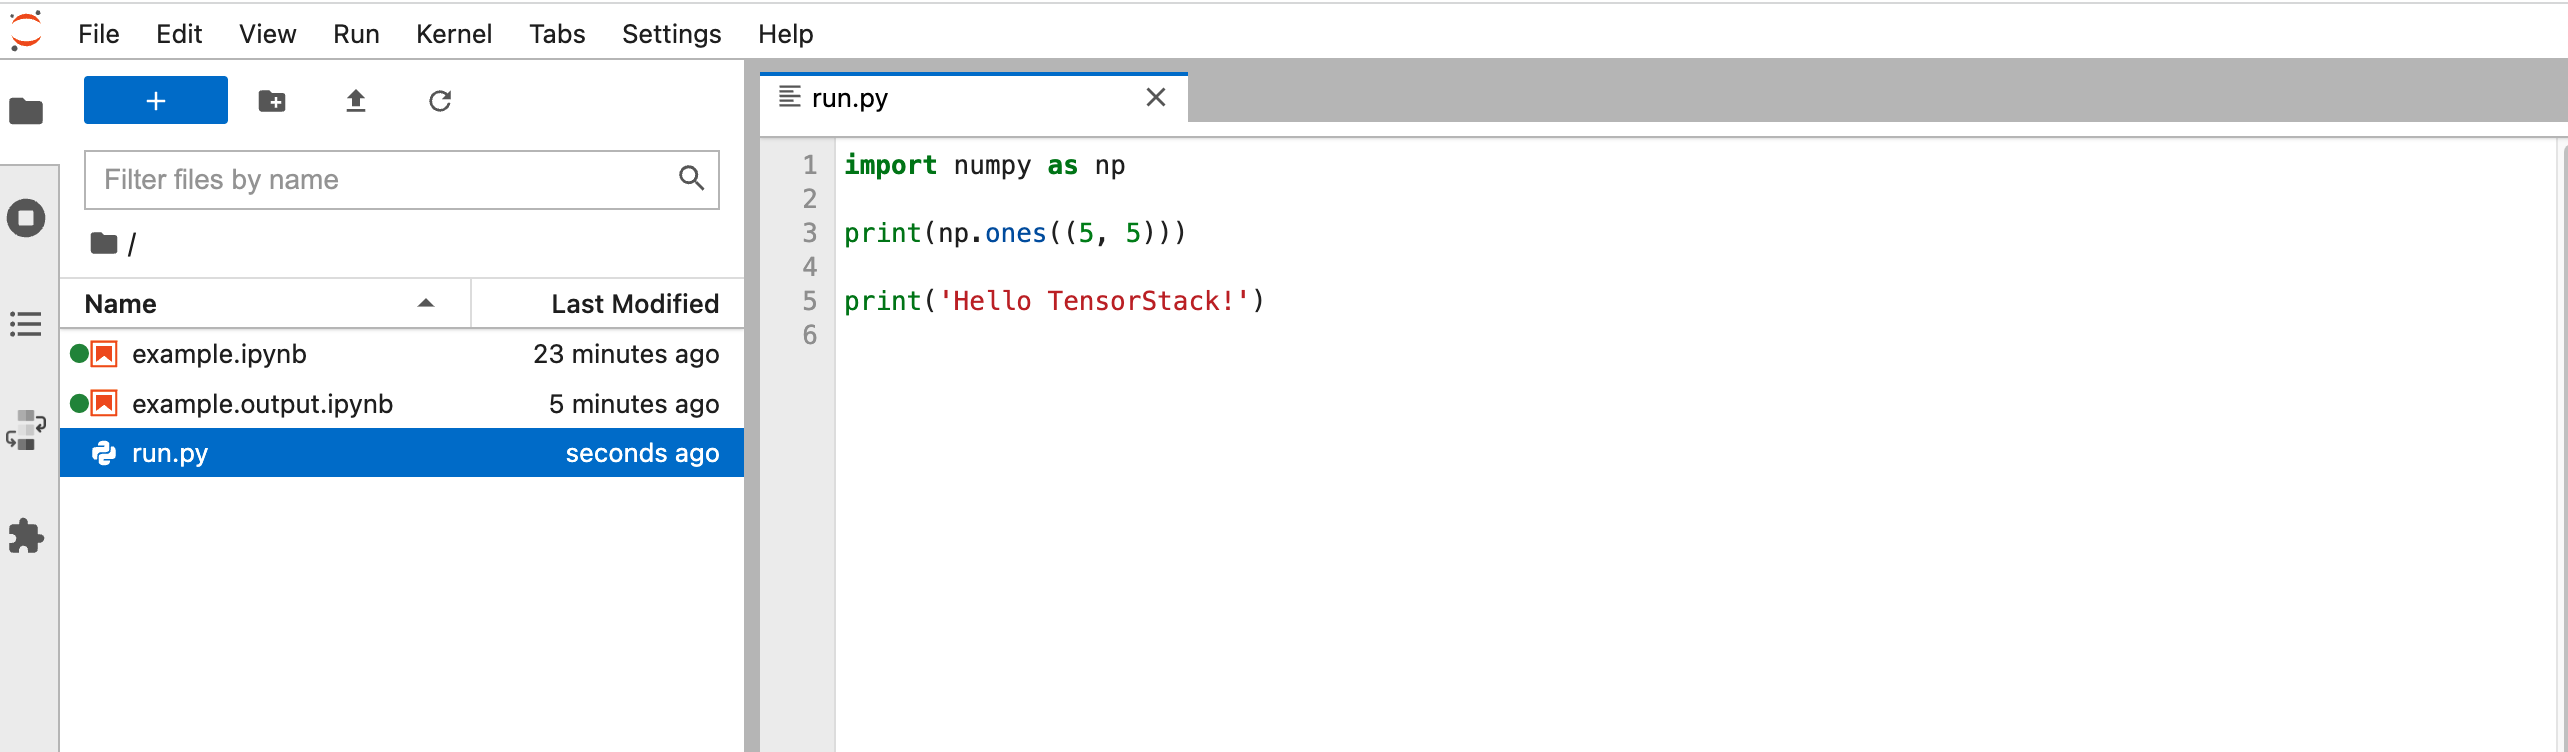 File Edit View Run Kernel Tabs Settings Help
+
Filter files by name
/
Name Last Modified
example.ipynb 23 minutes ago
example.output.ipynb 5 minutes ago
run.py seconds ago
run.py
1 import numpy as np
2
3 print(np.ones((5, 5)))
4
5 print('Hello TensorStack!')
6